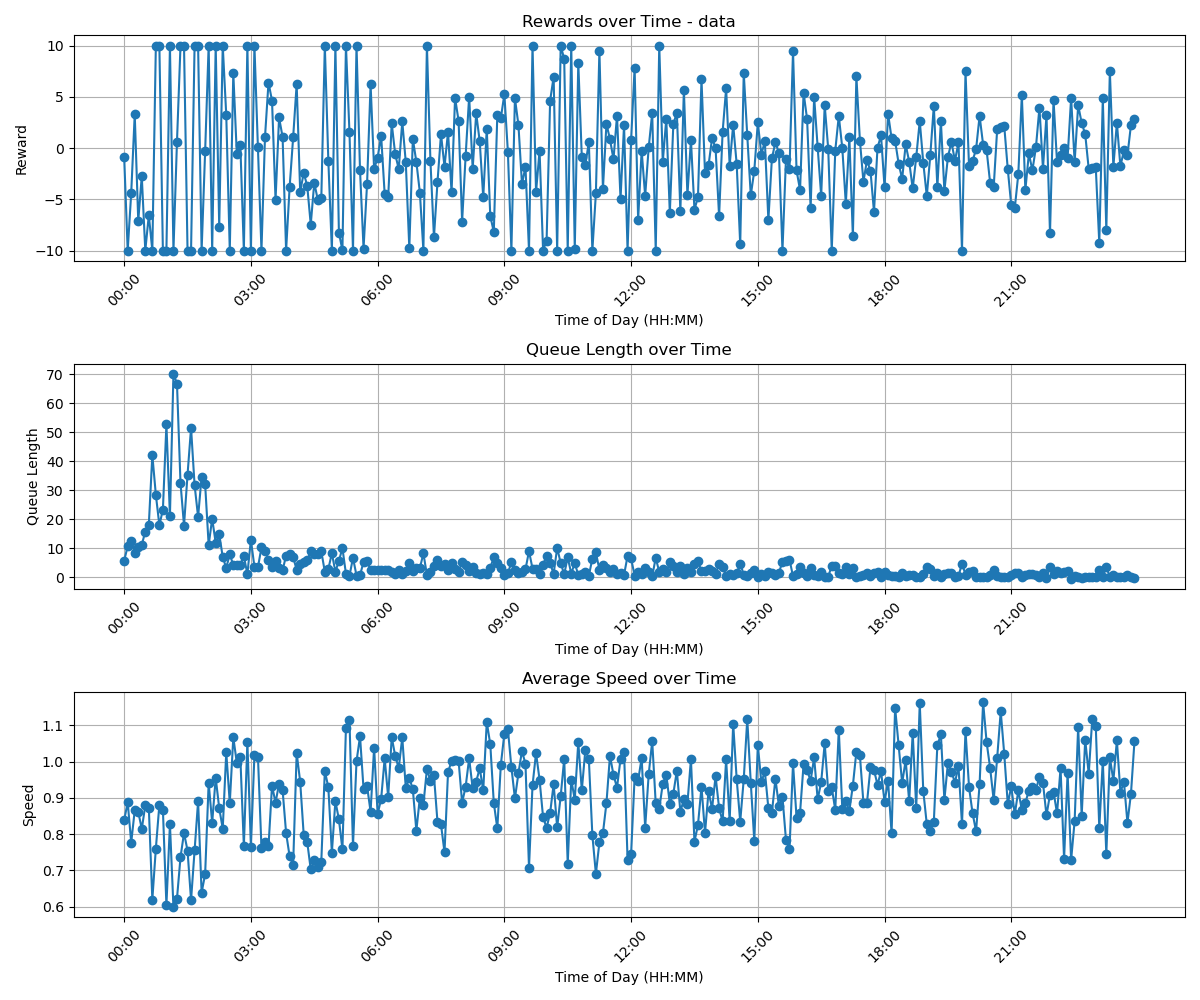 Rewards over Time - data
Reward
10
5
0
−5
−10
00:00 03:00 06:00 09:00 12:00 15:00 18:00 21:00
Time of Day (HH:MM)
Queue Length over Time
Queue Length
70
60
50
40
30
20
10
0
00:00 03:00 06:00 09:00 12:00 15:00 18:00 21:00
Time of Day (HH:MM)
Average Speed over Time
Speed
1.1
1.0
0.9
0.8
0.7
0.6
00:00 03:00 06:00 09:00 12:00 15:00 18:00 21:00
Time of Day (HH:MM)